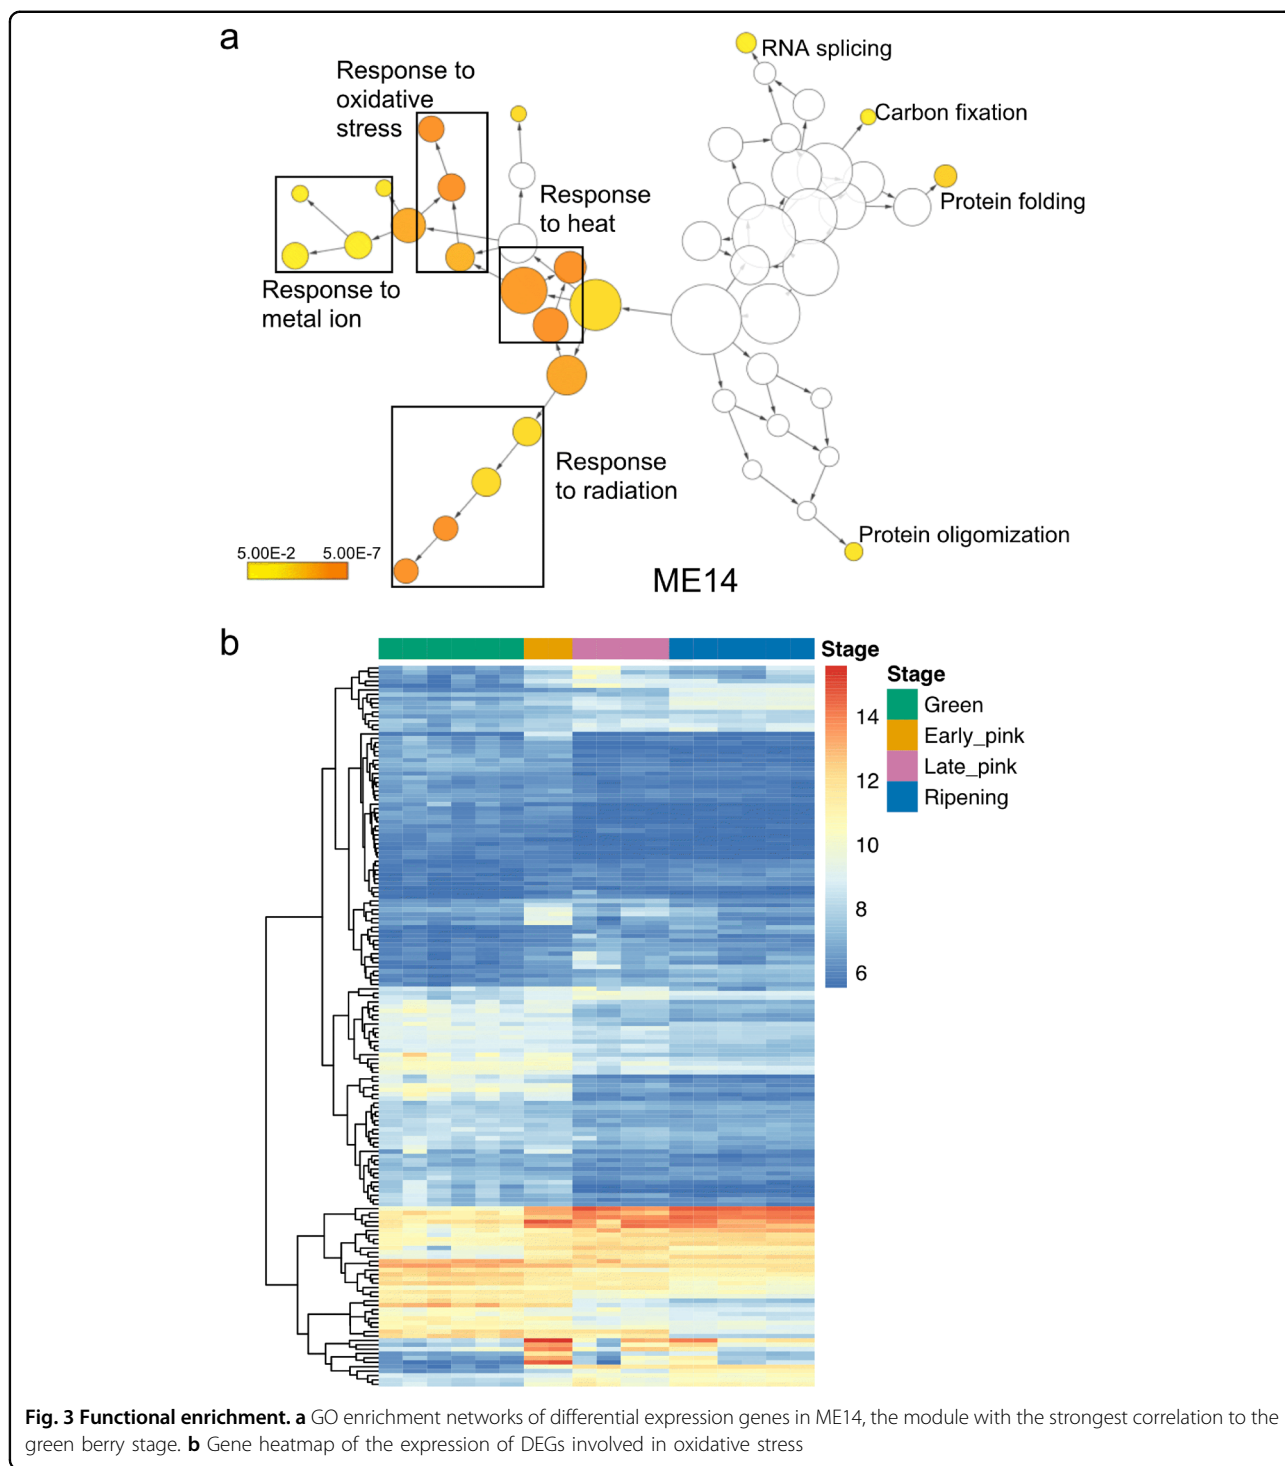 a
RNA splicing
Response to
oxidative
stress
Carbon fixation
Response
to heat
Protein folding
Response to
metal ion
Response
to radiation
Protein oligomization
5.00E-2 5.00E-7
ME14
b
Stage
Stage
14
12
10
8
6
Green
Early_pink
Late_pink
Ripening
Fig. 3 Functional enrichment. a GO enrichment networks of differential expression genes in ME14, the module with the strongest correlation to the
green berry stage. b Gene heatmap of the expression of DEGs involved in oxidative stress